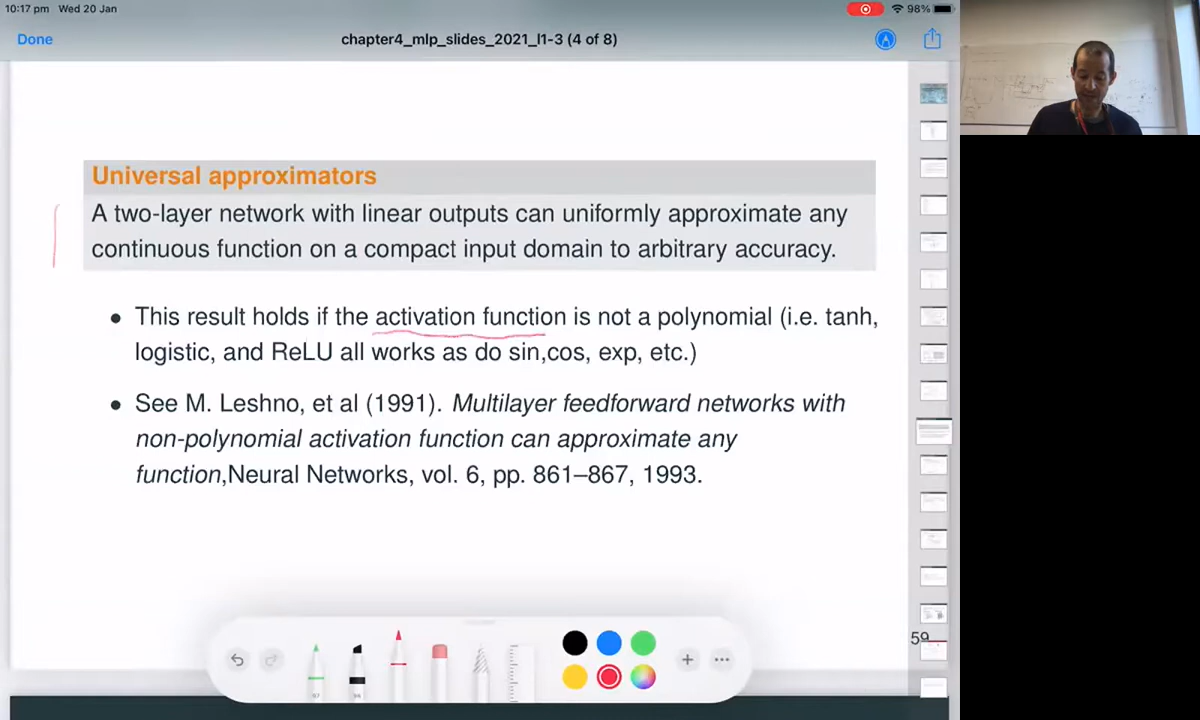 10:17 pm Wed 20 Jan
98%
Done
chapter4_mlp_slides_2021_l1-3 (4 of 8)
Universal approximators
A two-layer network with linear outputs can uniformly approximate any
continuous function on a compact input domain to arbitrary accuracy.
• This result holds if the activation function is not a polynomial (i.e. tanh,
logistic, and ReLU all works as do sin,cos, exp, etc.)
• See M. Leshno, et al (1991). Multilayer feedforward networks with
non-polynomial activation function can approximate any
function,Neural Networks, vol. 6, pp. 861–867, 1993.
59